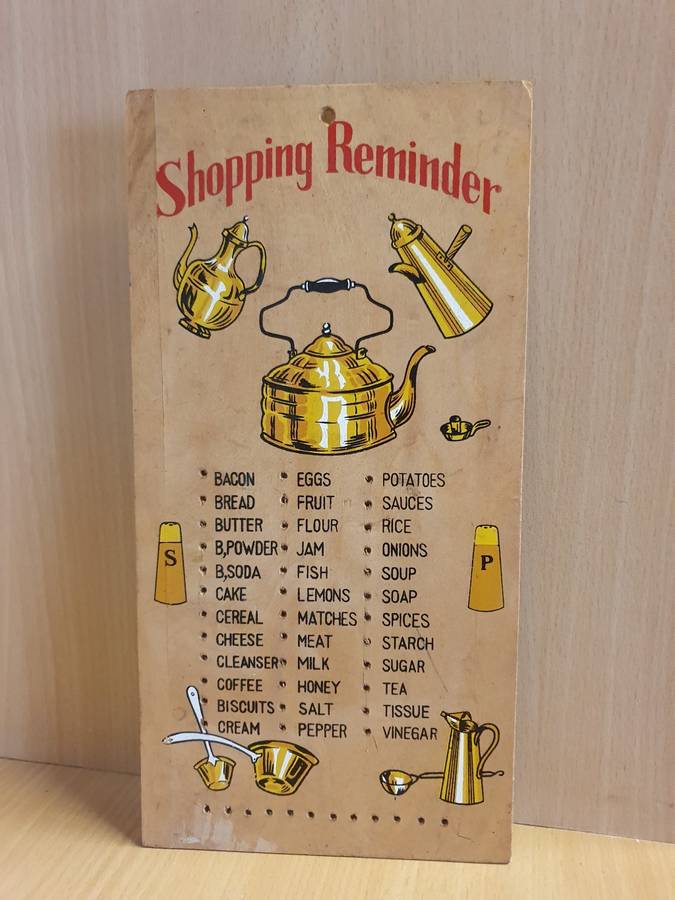 Shopping Reminder
BACON EGGS POTATOES
BREAD FRUIT SAUCES
BUTTER FLOUR RICE
B,POWDER JAM ONIONS
B,SODA FISH SOUP
S P
CAKE LEMONS SOAP
CEREAL MATCHES SPICES
CHEESE MEAT STARCH
CLEANSER MILK SUGAR
COFFEE HONEY TEA
BISCUITS SALT TISSUE
CREAM PEPPER VINEGAR